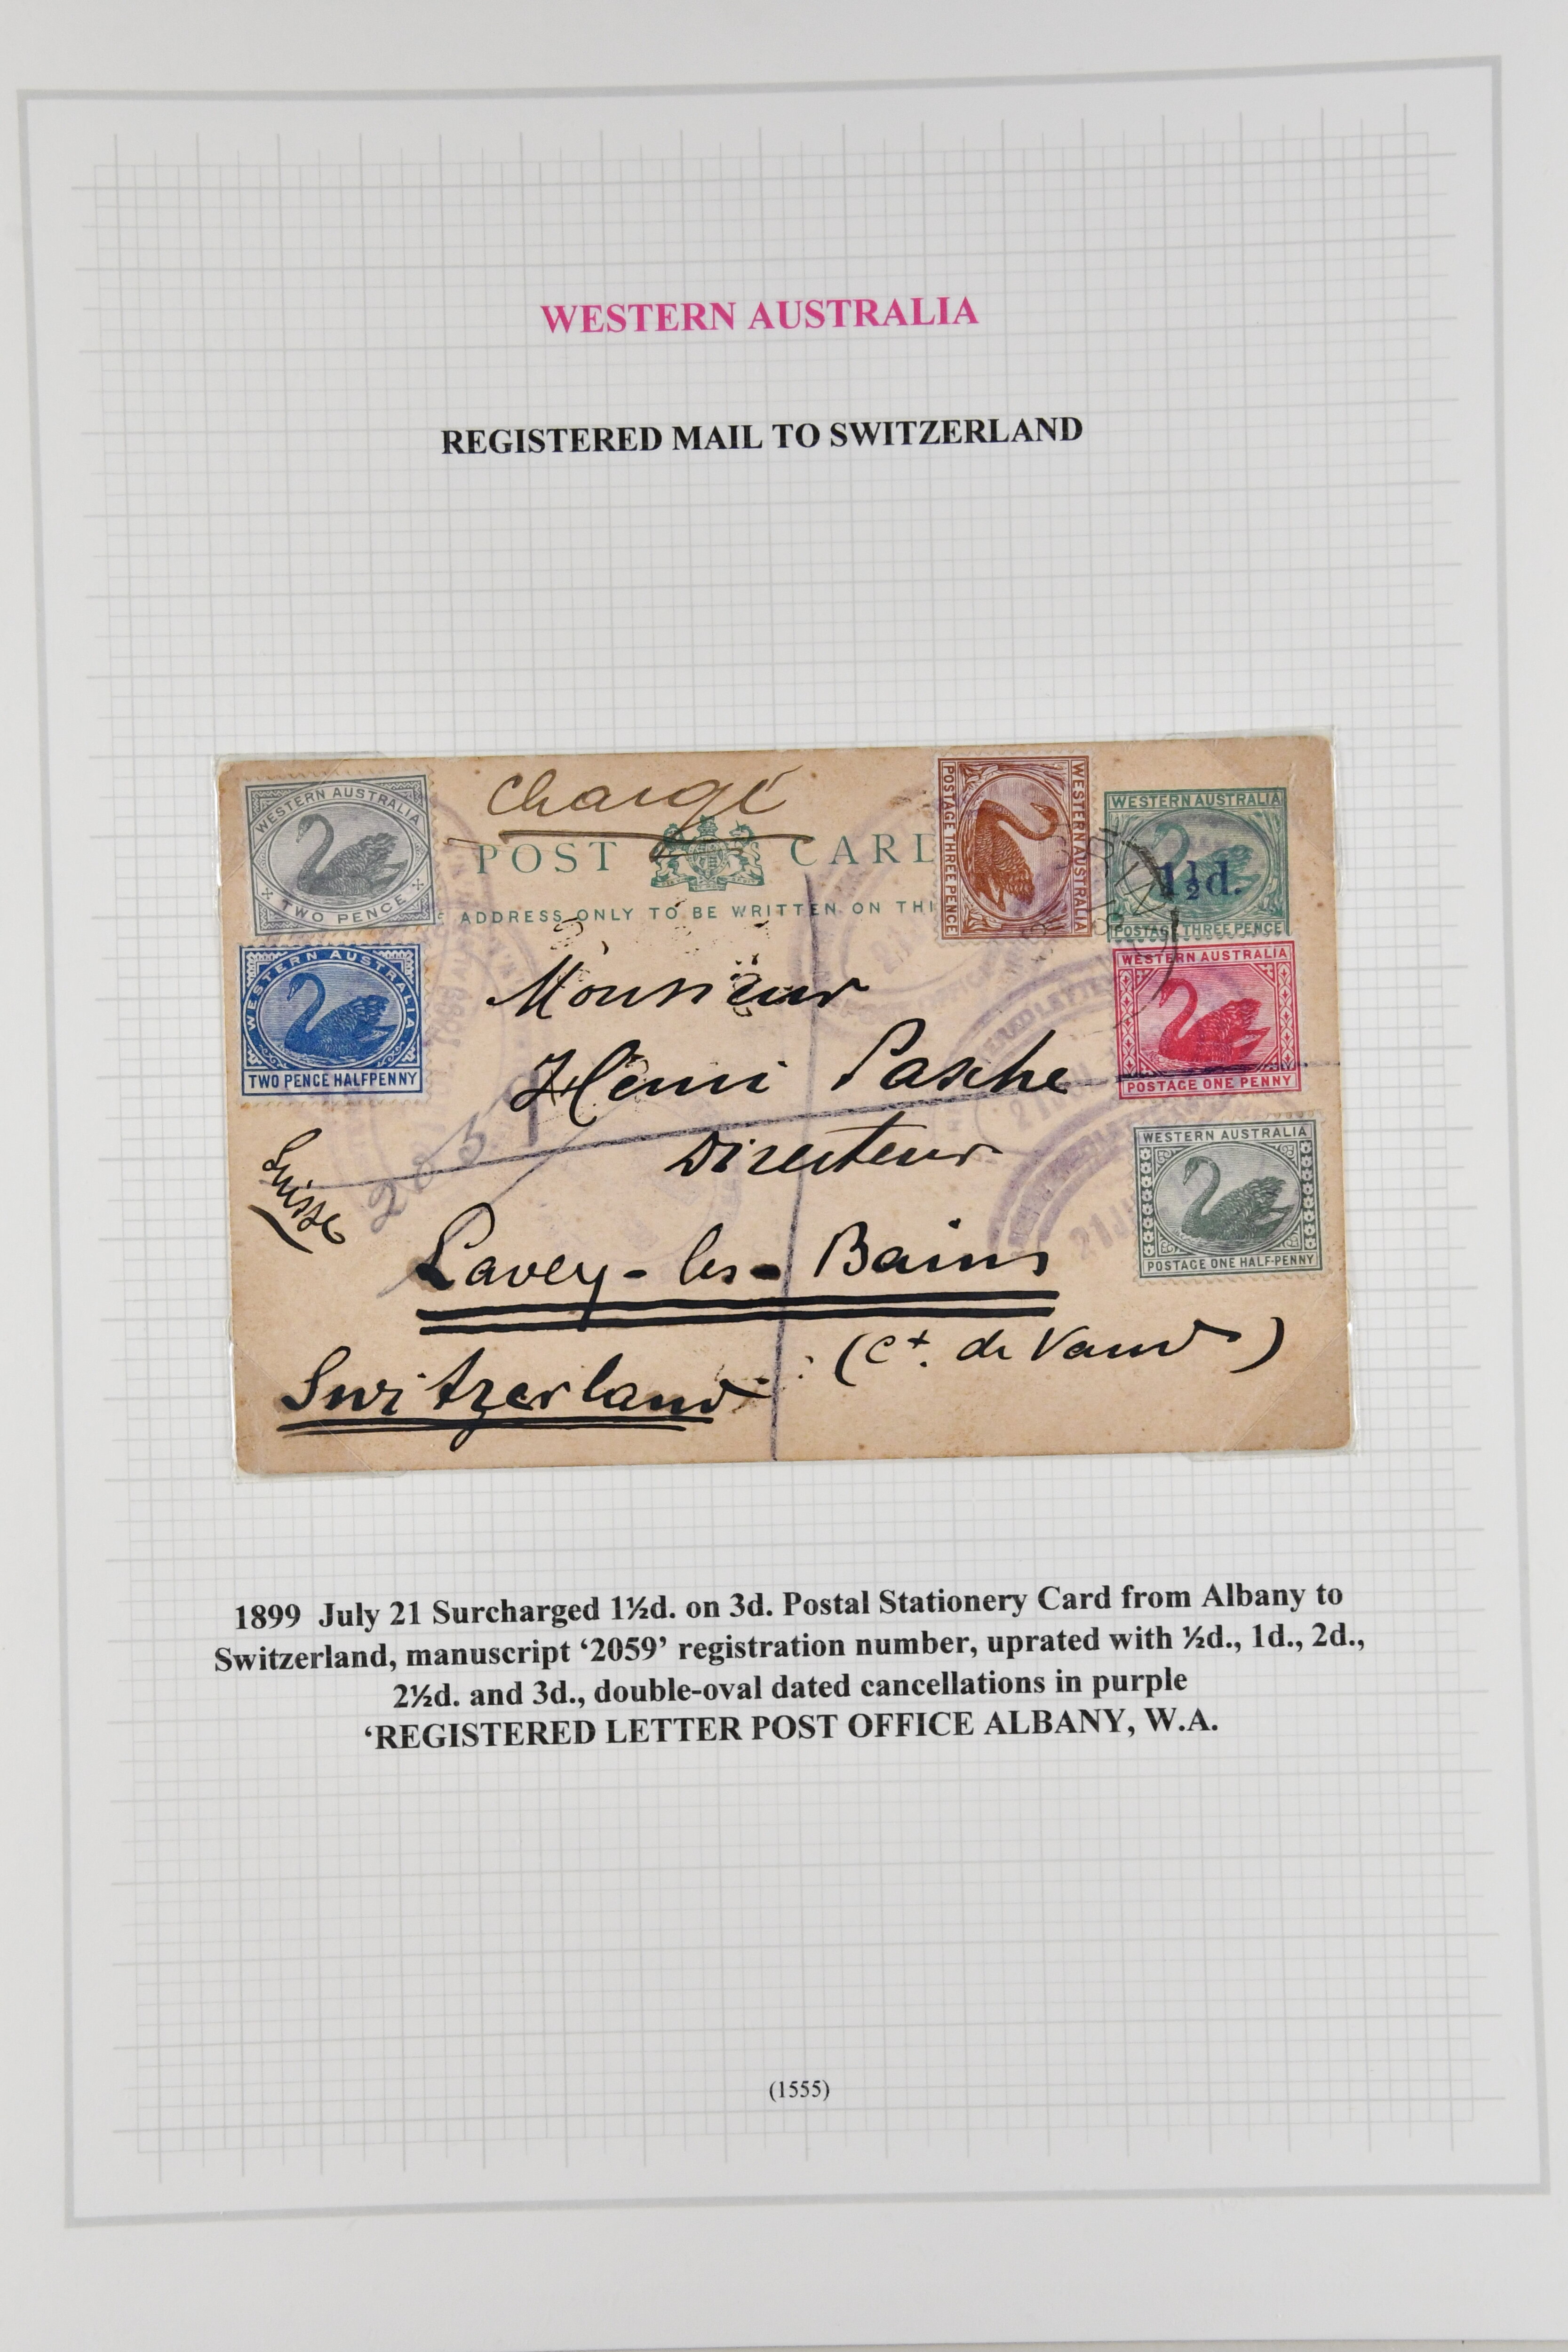 WESTERN AUSTRALIA
REGISTERED MAIL TO SWITZERLAND
Chargé
POST CARD
ADDRESS ONLY TO BE WRITTEN ON THI
WESTERN AUSTRALIA
TWO PENCE
WESTERN AUSTRALIA
TWO PENCE HALFPENNY
WESTERN AUSTRALIA
POSTAGE THREE PENCE
WESTERN AUSTRALIA
1½d.
POSTAGE THREE PENCE
WESTERN AUSTRALIA
POSTAGE ONE PENNY
WESTERN AUSTRALIA
POSTAGE ONE HALF-PENNY
Monsieur
Henri Pasche
Directeur
Suisse
2059
Lavey-les-Bains
(Ct. de Vaud)
Switzerland
1899 July 21 Surcharged 1½d. on 3d. Postal Stationery Card from Albany to
Switzerland, manuscript ‘2059’ registration number, uprated with ½d., 1d., 2d.,
2½d. and 3d., double-oval dated cancellations in purple
‘REGISTERED LETTER POST OFFICE ALBANY, W.A.
(1555)